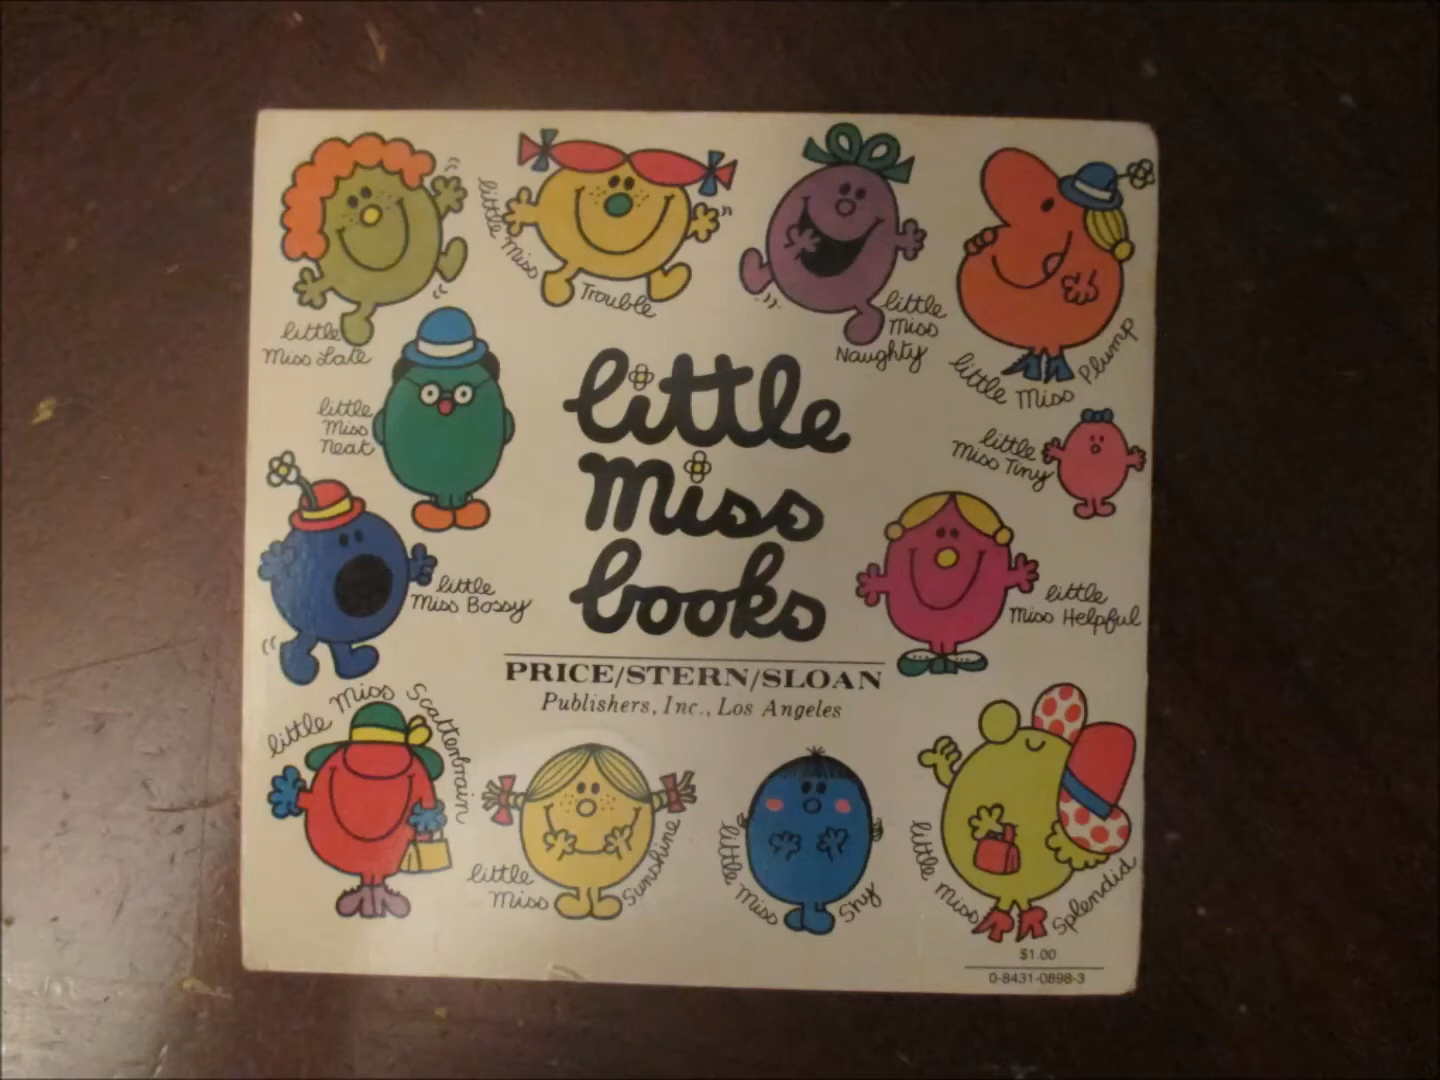 little
Miss Late
little Miss
Trouble
little
Miss
Naughty
little Miss Plump
little
Miss
Neat
little
miss
books
little
Miss Tiny
little
Miss Bossy
little
Miss Helpful
PRICE/STERN/SLOAN
Publishers, Inc., Los Angeles
little Miss Scatterbrain
little
Miss Sunshine
little Miss Shy
little Miss Splendid
$1.00
0-8431-0898-3